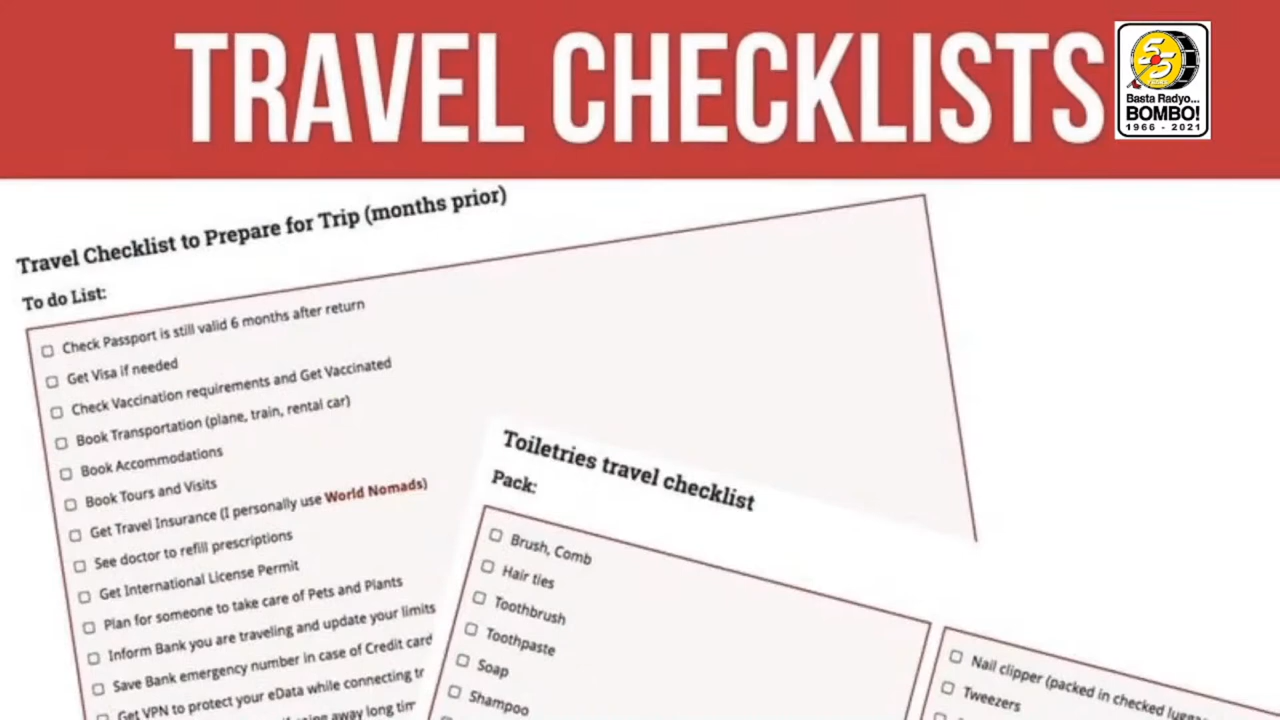 TRAVEL CHECKLISTS
55
Basta Radyo...
BOMBO!
1966 - 2021
Travel Checklist to Prepare for Trip (months prior)
To do List:
Check Passport is still valid 6 months after return
Get Visa if needed
Check Vaccination requirements and Get Vaccinated
Book Transportation (plane, train, rental car)
Book Accommodations
Book Tours and Visits
Get Travel Insurance (I personally use World Nomads)
See doctor to refill prescriptions
Get International License Permit
Plan for someone to take care of Pets and Plants
Inform Bank you are traveling and update your limits
Save Bank emergency number in case of Credit card
Get VPN to protect your eData while connecting tr
going away long tim
Toiletries travel checklist
Pack:
Brush, Comb
Hair ties
Toothbrush
Toothpaste
Soap
Shampoo
Nail clipper (packed in checked lugga
Tweezers